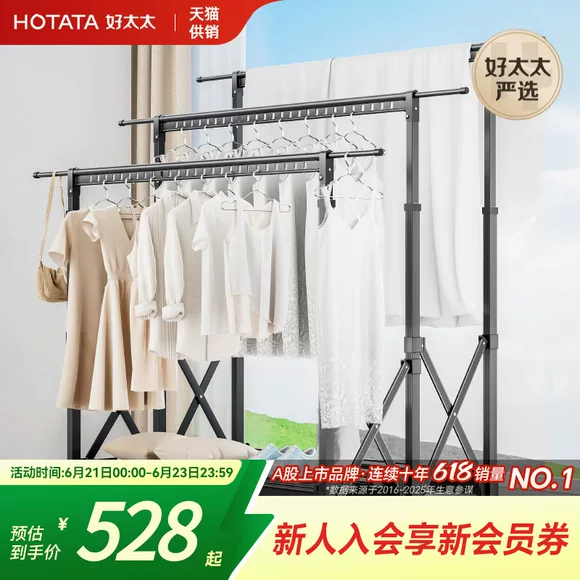 HOTATA 好太太
天猫
供销
好太太
严选
活动时间:6月21日00:00-6月23日23:59
A股上市品牌·连续十年618销量 NO.1
*数据来源于2016-2025年生意参谋
预估
到手价
¥528起
新人入会享新会员券